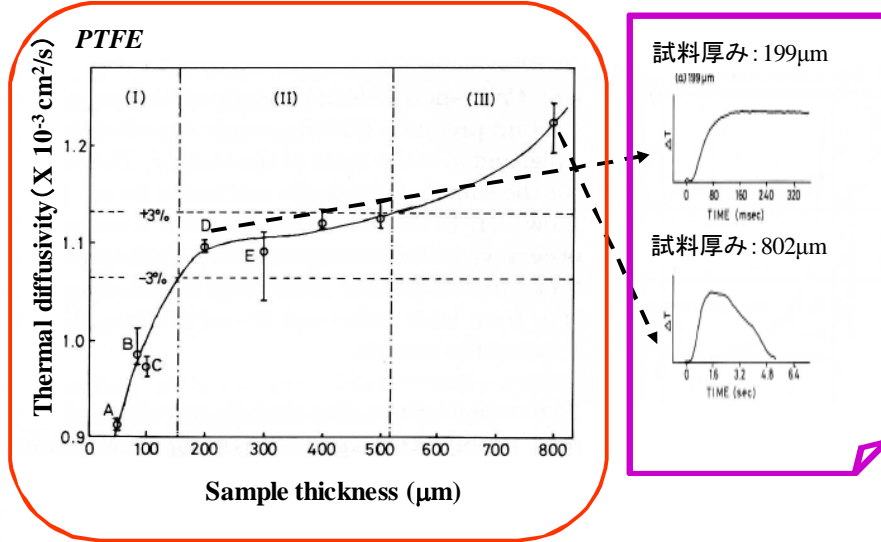 PTFE
(I)
(II)
(III)
Thermal diffusivity (X 10⁻³ cm²/s)
1.2
1.1
1.0
0.9
+3%
-3%
A
B
C
D
E
0 100 200 300 400 500 600 700 800
Sample thickness (μm)
試料厚み:199μm
(a) 199μm
ΔT
0 80 160 240 320
TIME (msec)
試料厚み:802μm
ΔT
0 1.6 3.2 4.8 6.4
TIME (sec)